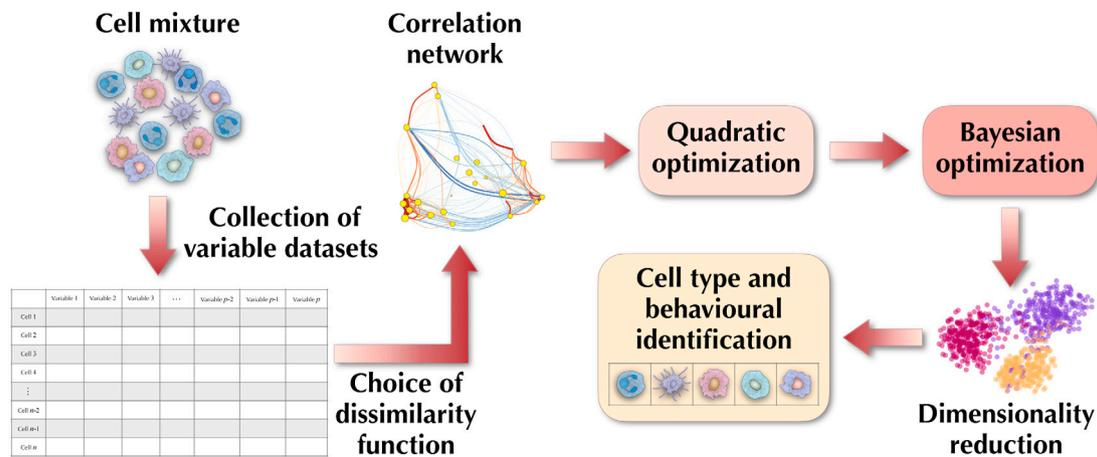 Cell mixture
Collection of
variable datasets
Variable 1 Variable 2 Variable 3 ... Variable p-2 Variable p-1 Variable p
Cell 1
Cell 2
Cell 3
Cell 4
⋮
Cell n-2
Cell n-1
Cell n
Choice of
dissimilarity
function
Correlation
network
Quadratic
optimization
Bayesian
optimization
Dimensionality
reduction
Cell type and
behavioural
identification